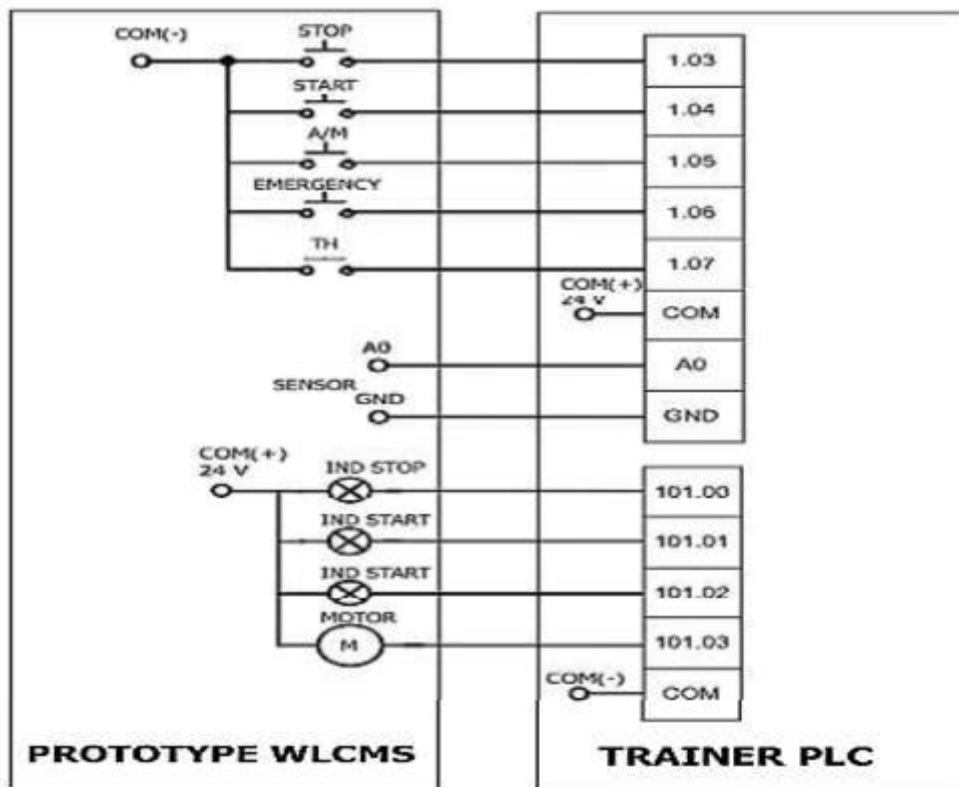 COM(-)
STOP
1.03
START
1.04
A/M
1.05
EMERGENCY
1.06
TH
1.07
COM(+)
24 V
COM
A0
A0
SENSOR
GND
GND
COM(+)
24 V
IND STOP
101.00
IND START
101.01
IND START
101.02
MOTOR
M
101.03
COM(-)
COM
PROTOTYPE WLCMS
TRAINER PLC